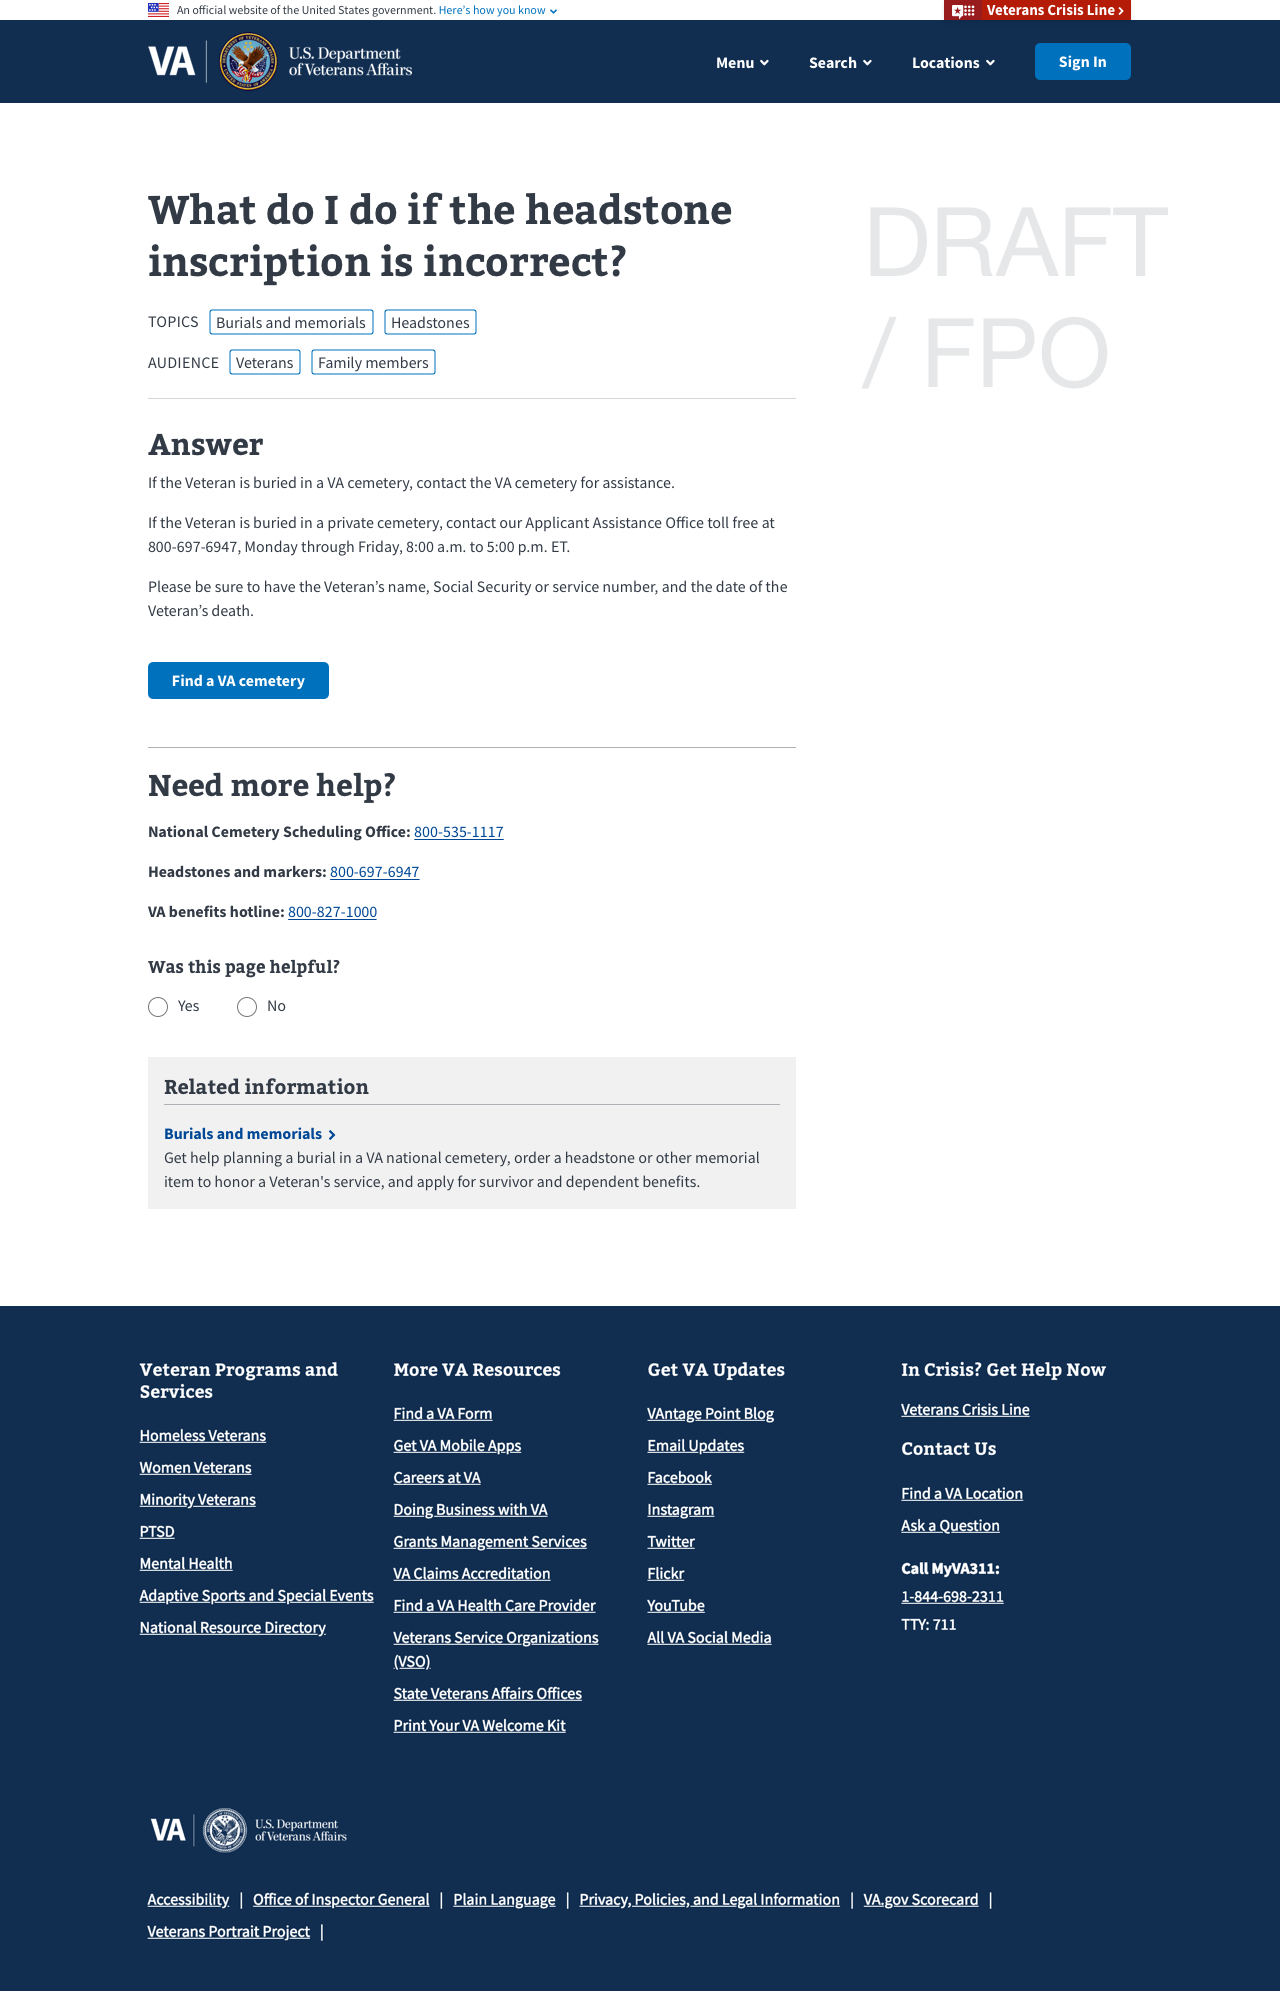 An official website of the United States government. Here's how you know
Veterans Crisis Line
VA
U.S. Department
of Veterans Affairs
Menu
Search
Locations
Sign In
What do I do if the headstone
inscription is incorrect?
DRAFT
/ FPO
TOPICS Burials and memorials Headstones
AUDIENCE Veterans Family members
Answer
If the Veteran is buried in a VA cemetery, contact the VA cemetery for assistance.
If the Veteran is buried in a private cemetery, contact our Applicant Assistance Office toll free at
800-697-6947, Monday through Friday, 8:00 a.m. to 5:00 p.m. ET.
Please be sure to have the Veteran’s name, Social Security or service number, and the date of the
Veteran’s death.
Find a VA cemetery
Need more help?
National Cemetery Scheduling Office: 800-535-1117
Headstones and markers: 800-697-6947
VA benefits hotline: 800-827-1000
Was this page helpful?
Yes No
Related information
Burials and memorials
Get help planning a burial in a VA national cemetery, order a headstone or other memorial
item to honor a Veteran's service, and apply for survivor and dependent benefits.
Veteran Programs and
Services
Homeless Veterans
Women Veterans
Minority Veterans
PTSD
Mental Health
Adaptive Sports and Special Events
National Resource Directory
More VA Resources
Find a VA Form
Get VA Mobile Apps
Careers at VA
Doing Business with VA
Grants Management Services
VA Claims Accreditation
Find a VA Health Care Provider
Veterans Service Organizations
(VSO)
State Veterans Affairs Offices
Print Your VA Welcome Kit
Get VA Updates
VAntage Point Blog
Email Updates
Facebook
Instagram
Twitter
Flickr
YouTube
All VA Social Media
In Crisis? Get Help Now
Veterans Crisis Line
Contact Us
Find a VA Location
Ask a Question
Call MyVA311:
1-844-698-2311
TTY: 711
VA
U.S. Department
of Veterans Affairs
Accessibility | Office of Inspector General | Plain Language | Privacy, Policies, and Legal Information | VA.gov Scorecard |
Veterans Portrait Project |